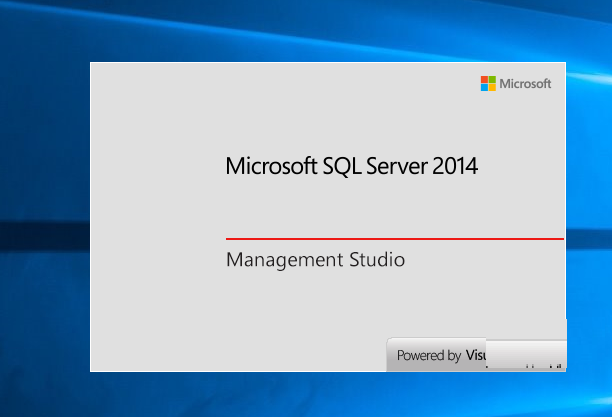 Microsoft
Microsoft SQL Server 2014
Management Studio
Powered by